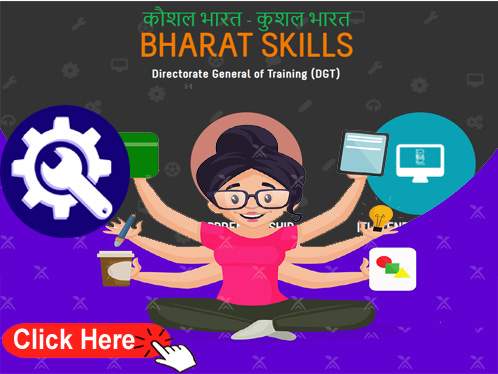 कौशल भारत - कुशल भारत
BHARAT SKILLS
Directorate General of Training (DGT)
Click Here